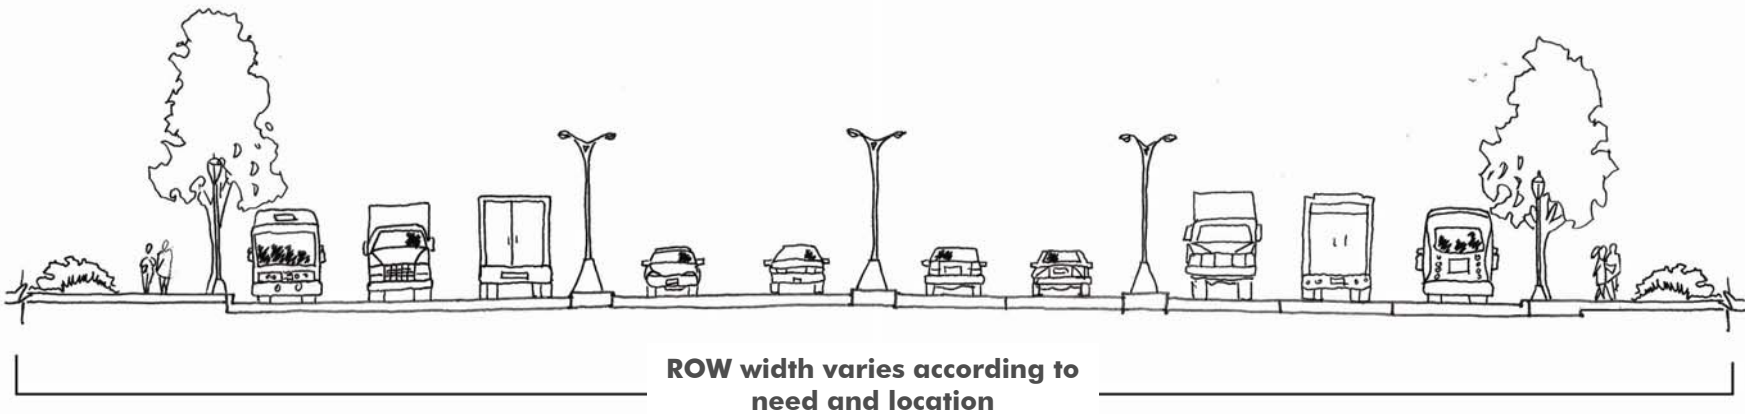 ROW width varies according to
need and location